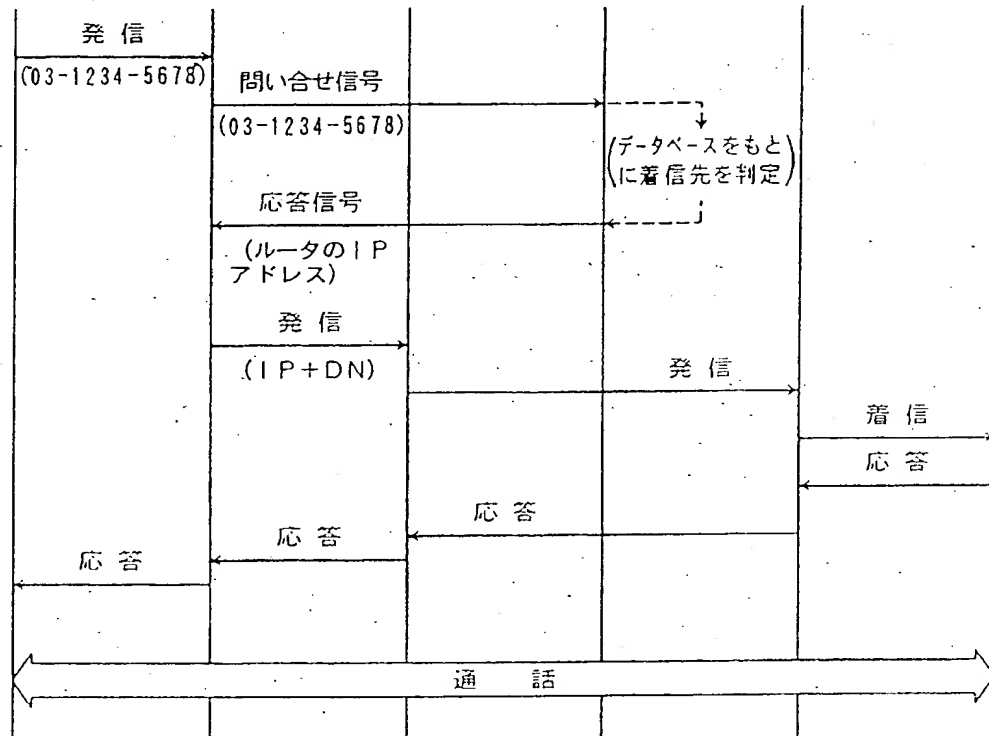 発信
(03-1234-5678)
問い合せ信号
(03-1234-5678)
(データベースをもと
に着信先を判定)
応答信号
(ルータのIP
アドレス)
発信
(IP+DN)
発信
着信
応答
応答
応答
応答
通話